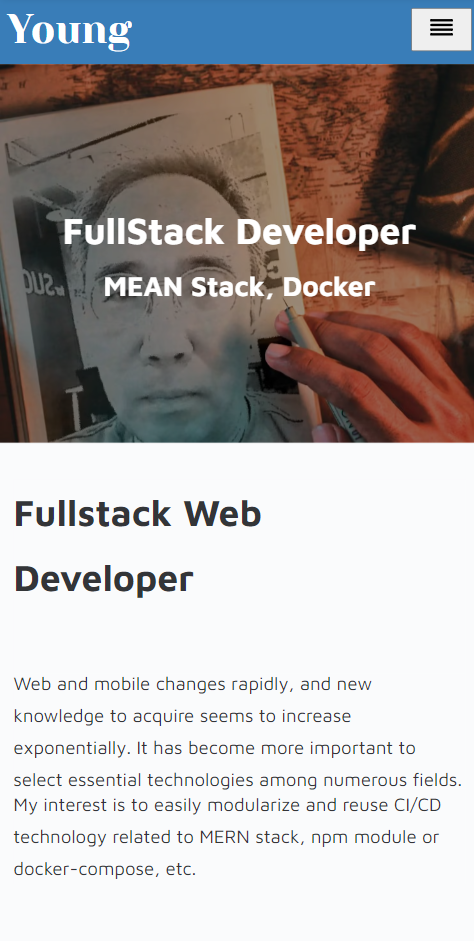 Young
FullStack Developer
MEAN Stack, Docker
Fullstack Web
Developer
Web and mobile changes rapidly, and new
knowledge to acquire seems to increase
exponentially. It has become more important to
select essential technologies among numerous fields.
My interest is to easily modularize and reuse CI/CD
technology related to MERN stack, npm module or
docker-compose, etc.